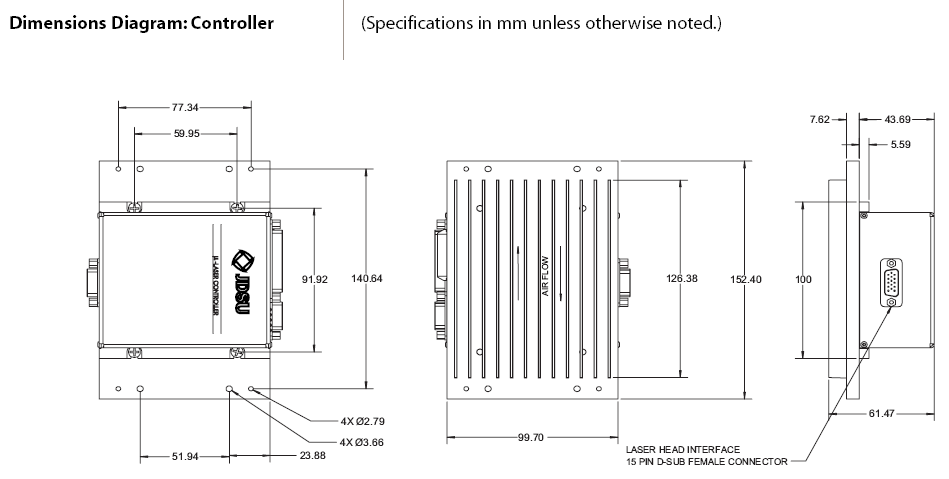 Dimensions Diagram: Controller
(Specifications in mm unless otherwise noted.)
77.34
59.95
91.92
140.64
JDSU
µ-LASER CONTROLLER
4X Ø2.79
4X Ø3.66
51.94
23.88
AIR FLOW
126.38
152.40
99.70
7.62
43.69
5.59
100
61.47
LASER HEAD INTERFACE
15 PIN D-SUB FEMALE CONNECTOR